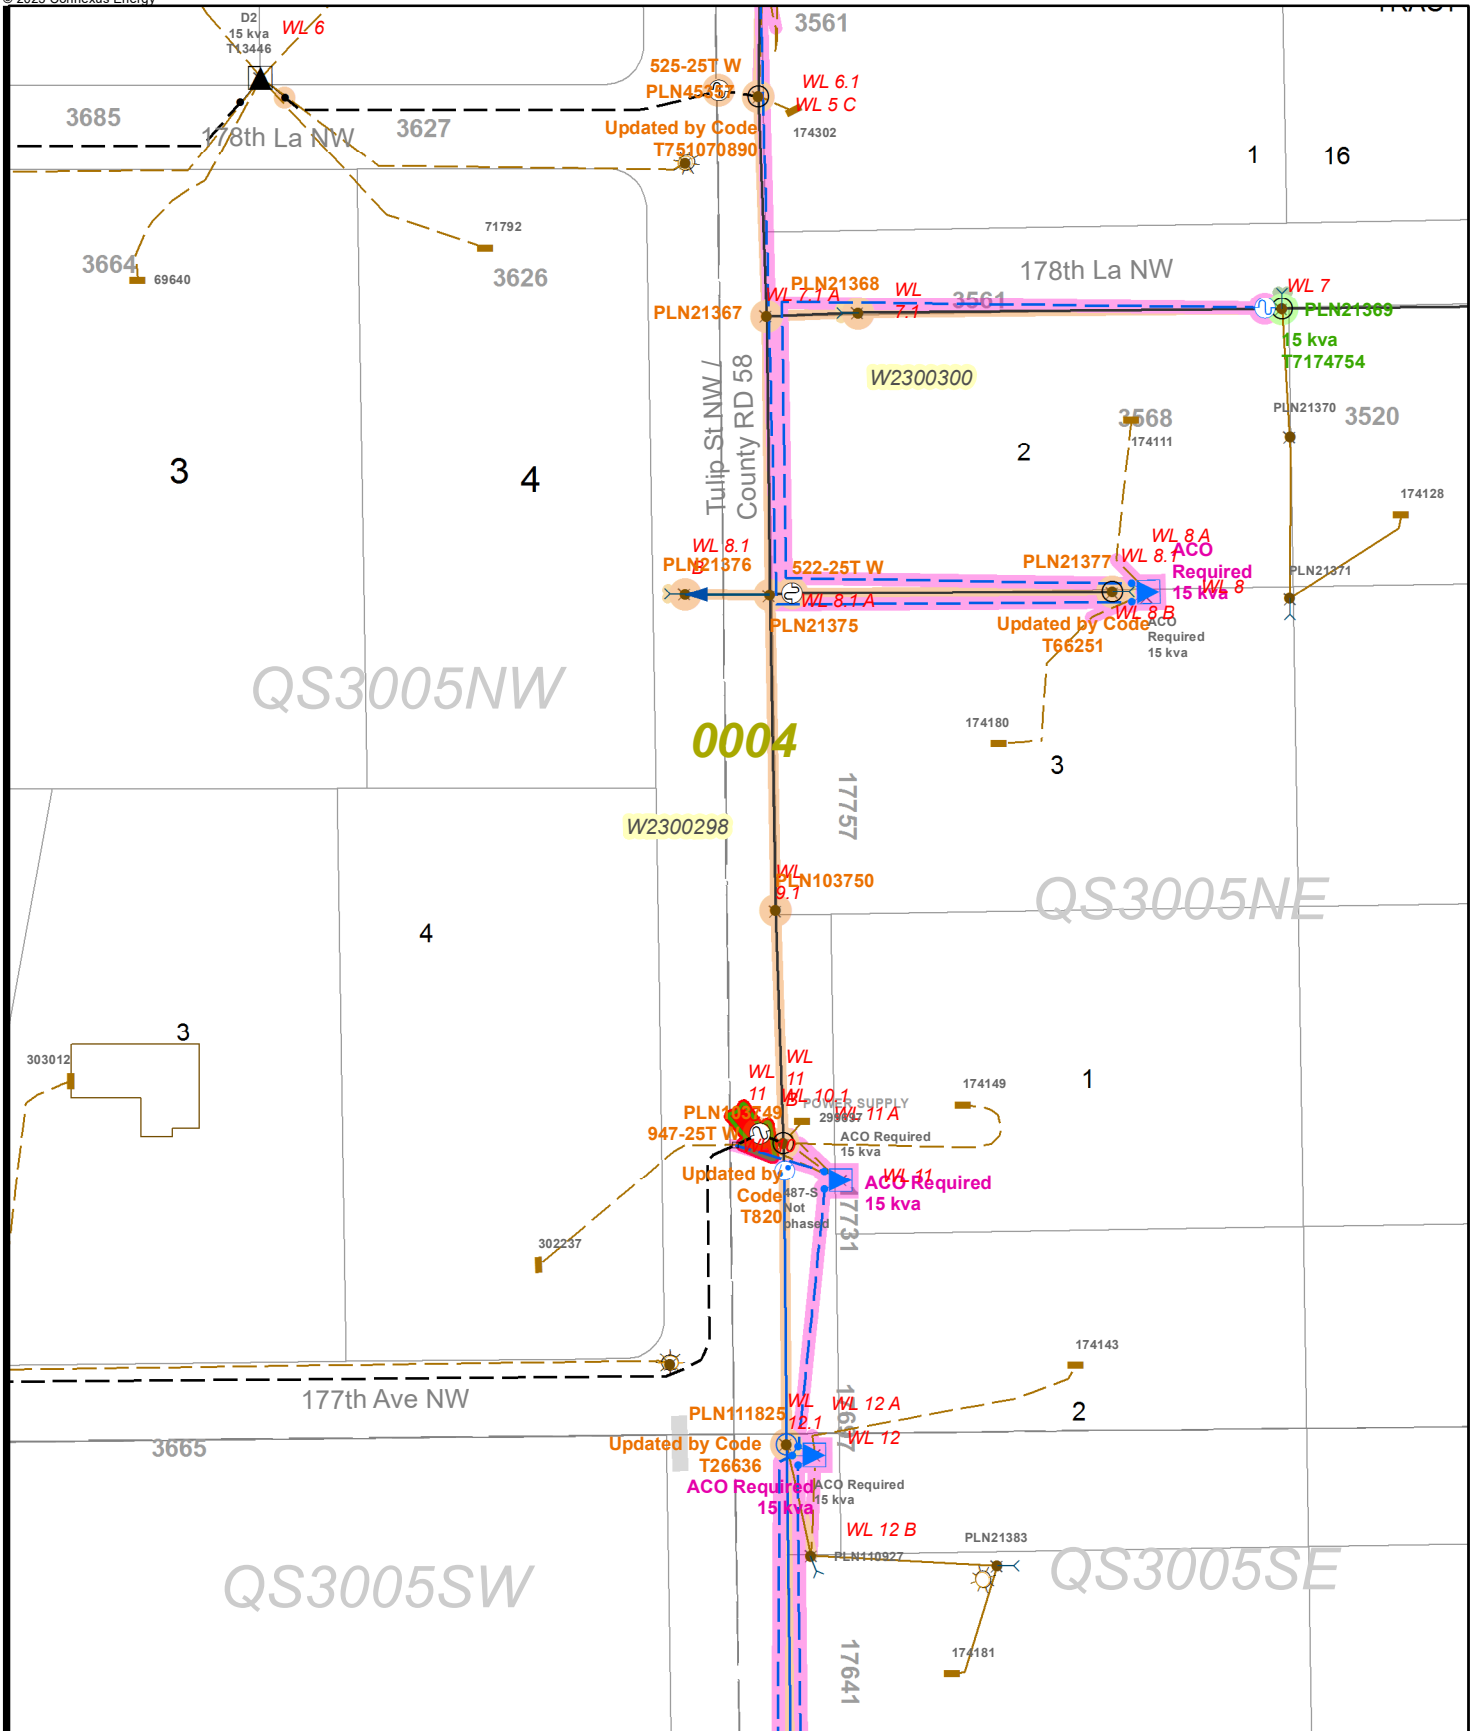 © 2023 Connexus Energy
D2
15 kva
T13446
WL 6
3561
525-25T W
WL 6.1
WL 5 C
174302
3685
178th La NW
3627
Updated by Code
T751070890
1
16
71792
3664
69640
3626
178th La NW
PLN21368
WL
7.1
WL 7.1 A
3561
WL 7
PLN21367
PLN21369
15 kva
T7174754
W2300300
Tulip St NW /
County RD 58
PLN21370
3520
3568
174111
3
4
2
174128
WL 8.1
B
PLN21376
522-25T W
PLN21377
WL 8 A
WL 8.1
ACO
Required
15 kva
WL 8
PLN21371
WL 8.1 A
WL 8 B
PLN21375
Updated by Code
T66251
ACO
Required
15 kva
QS3005NW
174180
0004
3
17757
W2300298
WL
9.1
PLN103750
QS3005NE
4
3
303012
WL
11
WL
11
B
WL 10.1
POWER SUPPLY
WL 11 A
174149
1
947-25T W
ACO Required
15 kva
WL 11
ACO Required
15 kva
Updated by
Code
T820
487-S
Not
phased
17731
302237
174143
177th Ave NW
PLN111825
WL
12.1
WL 12 A
2
WL 12
3665
Updated by Code
T26636
ACO Required
15 kva
ACO Required
15 kva
WL 12 B
PLN21383
PLN110927
QS3005SW
QS3005SE
174181
17641